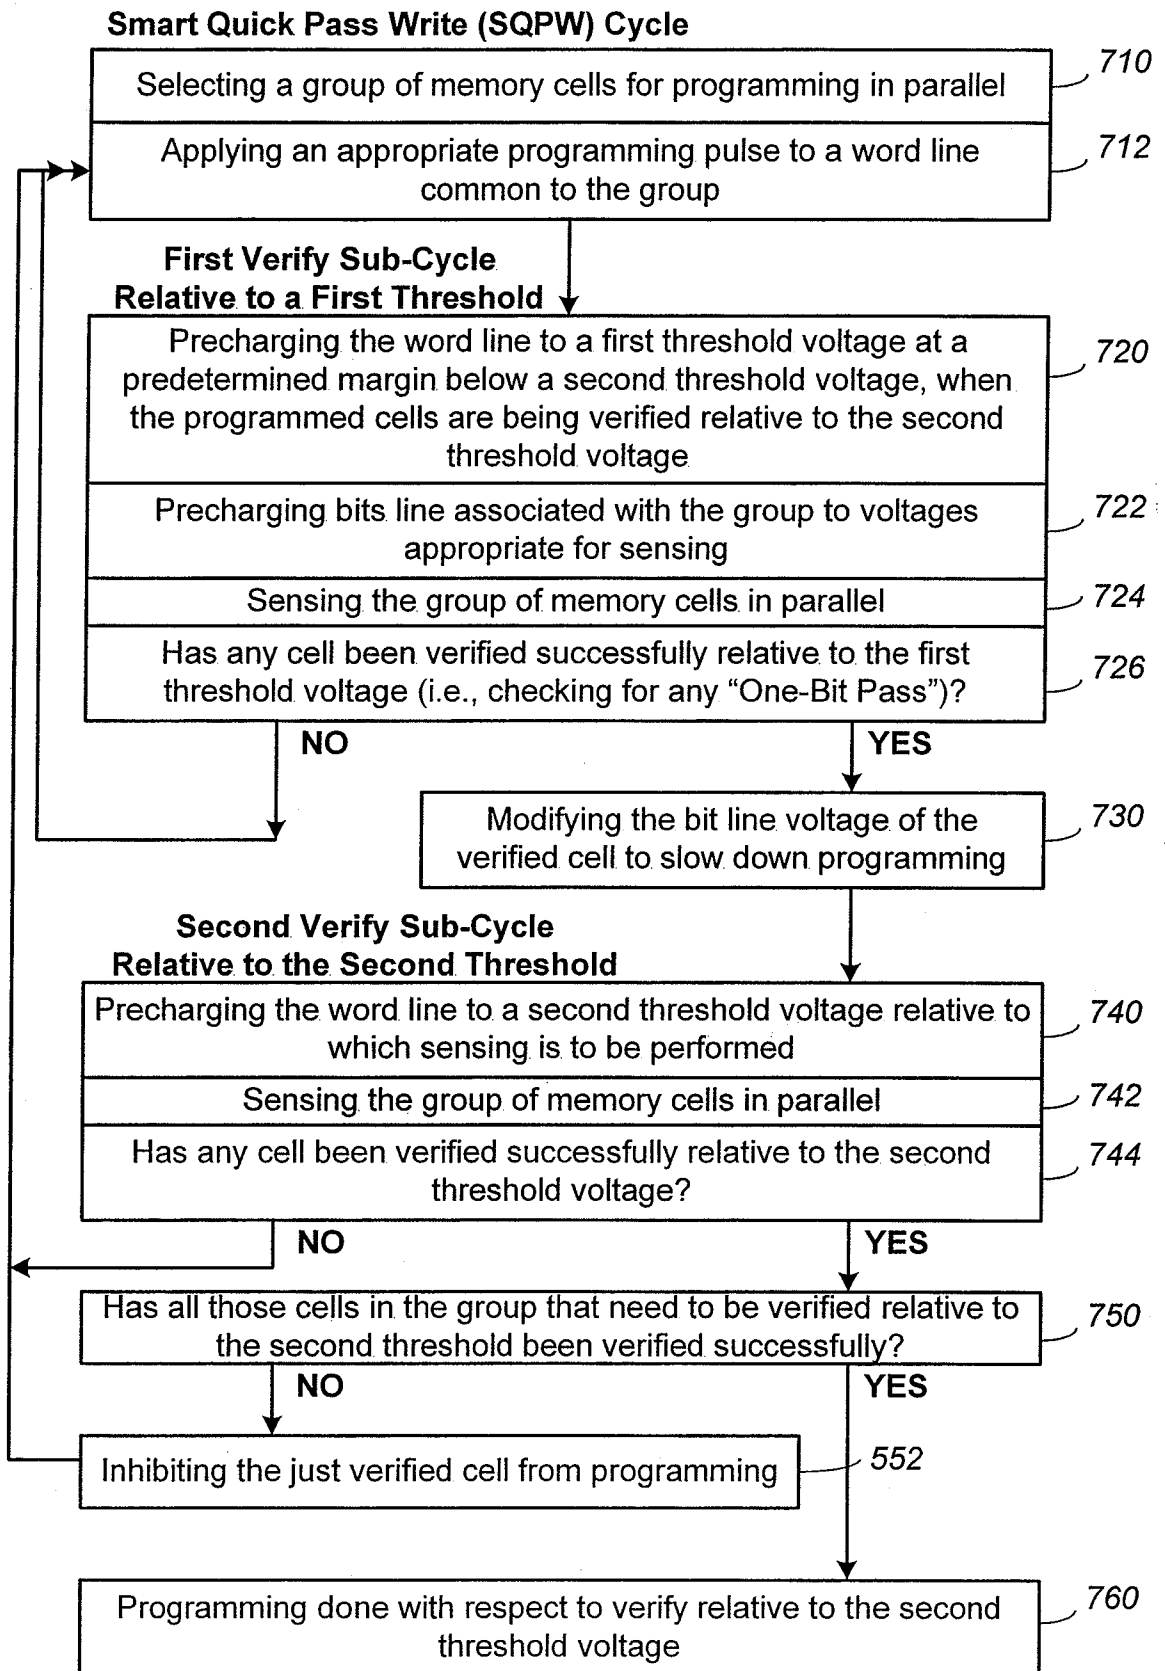 Smart Quick Pass Write (SQPW) Cycle
Selecting a group of memory cells for programming in parallel
710
Applying an appropriate programming pulse to a word line
common to the group
712
First Verify Sub-Cycle
Relative to a First Threshold
Precharging the word line to a first threshold voltage at a
predetermined margin below a second threshold voltage, when
the programmed cells are being verified relative to the second
threshold voltage
720
Precharging bits line associated with the group to voltages
appropriate for sensing
722
Sensing the group of memory cells in parallel
724
Has any cell been verified successfully relative to the first
threshold voltage (i.e., checking for any “One-Bit Pass”)?
726
NO
YES
Modifying the bit line voltage of the
verified cell to slow down programming
730
Second Verify Sub-Cycle
Relative to the Second Threshold
Precharging the word line to a second threshold voltage relative to
which sensing is to be performed
740
Sensing the group of memory cells in parallel
742
Has any cell been verified successfully relative to the second
threshold voltage?
744
NO
YES
Has all those cells in the group that need to be verified relative to
the second threshold been verified successfully?
750
NO
YES
Inhibiting the just verified cell from programming
552
Programming done with respect to verify relative to the second
threshold voltage
760